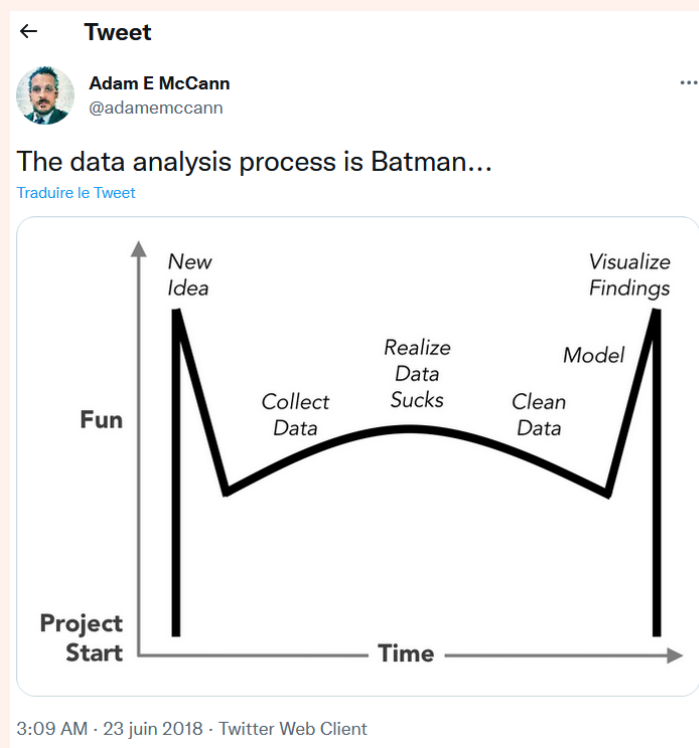 ← Tweet
Adam E McCann
@adamemccann
...
The data analysis process is Batman...
Traduire le Tweet
New
Idea
Visualize
Findings
Realize
Data
Sucks
Model
Collect
Data
Clean
Data
Fun
Project
Start
Time
3:09 AM · 23 juin 2018 · Twitter Web Client